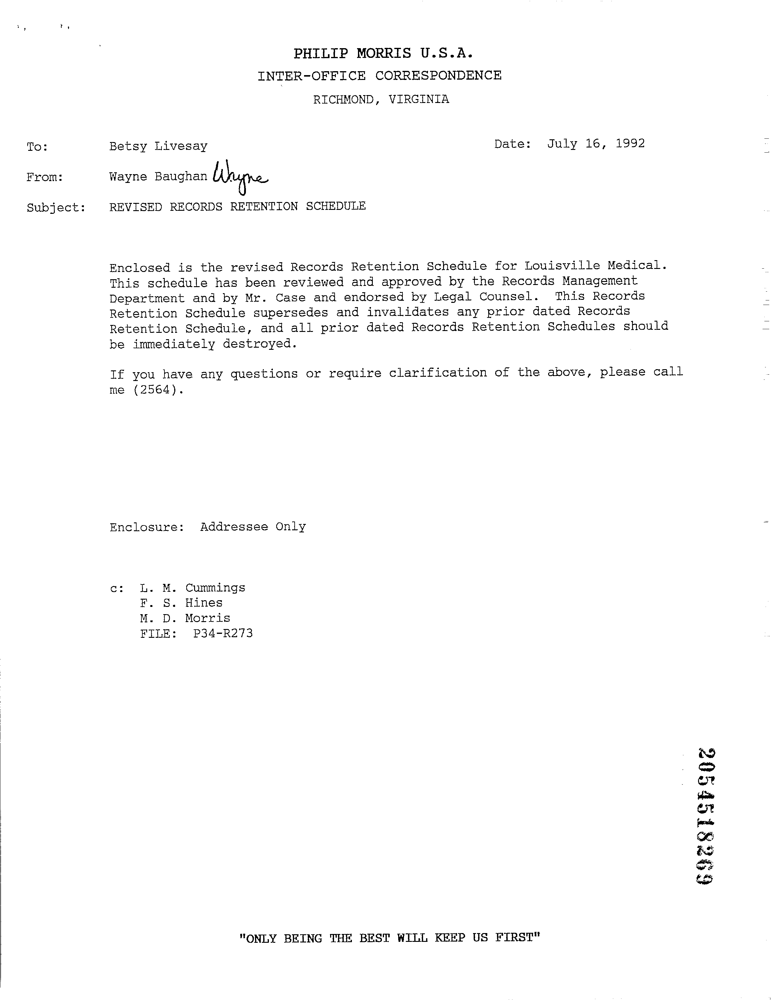 PHILIP MORRIS U.S.A.
INTER-OFFICE CORRESPONDENCE
RICHMOND, VIRGINIA
To: Betsy Livesay Date: July 16, 1992
From: Wayne Baughan Wayne
Subject: REVISED RECORDS RETENTION SCHEDULE
Enclosed is the revised Records Retention Schedule for Louisville Medical.
This schedule has been reviewed and approved by the Records Management
Department and by Mr. Case and endorsed by Legal Counsel. This Records
Retention Schedule supersedes and invalidates any prior dated Records
Retention Schedule, and all prior dated Records Retention Schedules should
be immediately destroyed.
If you have any questions or require clarification of the above, please call
me (2564).
Enclosure: Addressee Only
c: L. M. Cummings
F. S. Hines
M. D. Morris
FILE: P34-R273
2054518269
"ONLY BEING THE BEST WILL KEEP US FIRST"